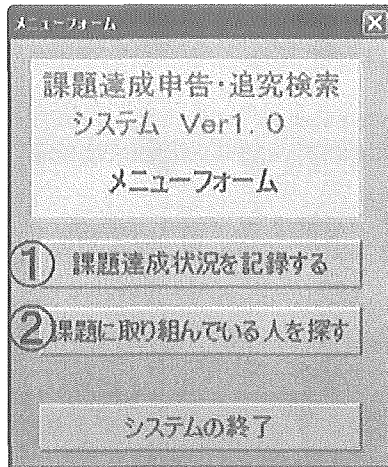 メニューフォーム
課題達成申告・追究検索
システム Ver1.0
メニューフォーム
①課題達成状況を記録する
②課題に取り組んでいる人を探す
システムの終了